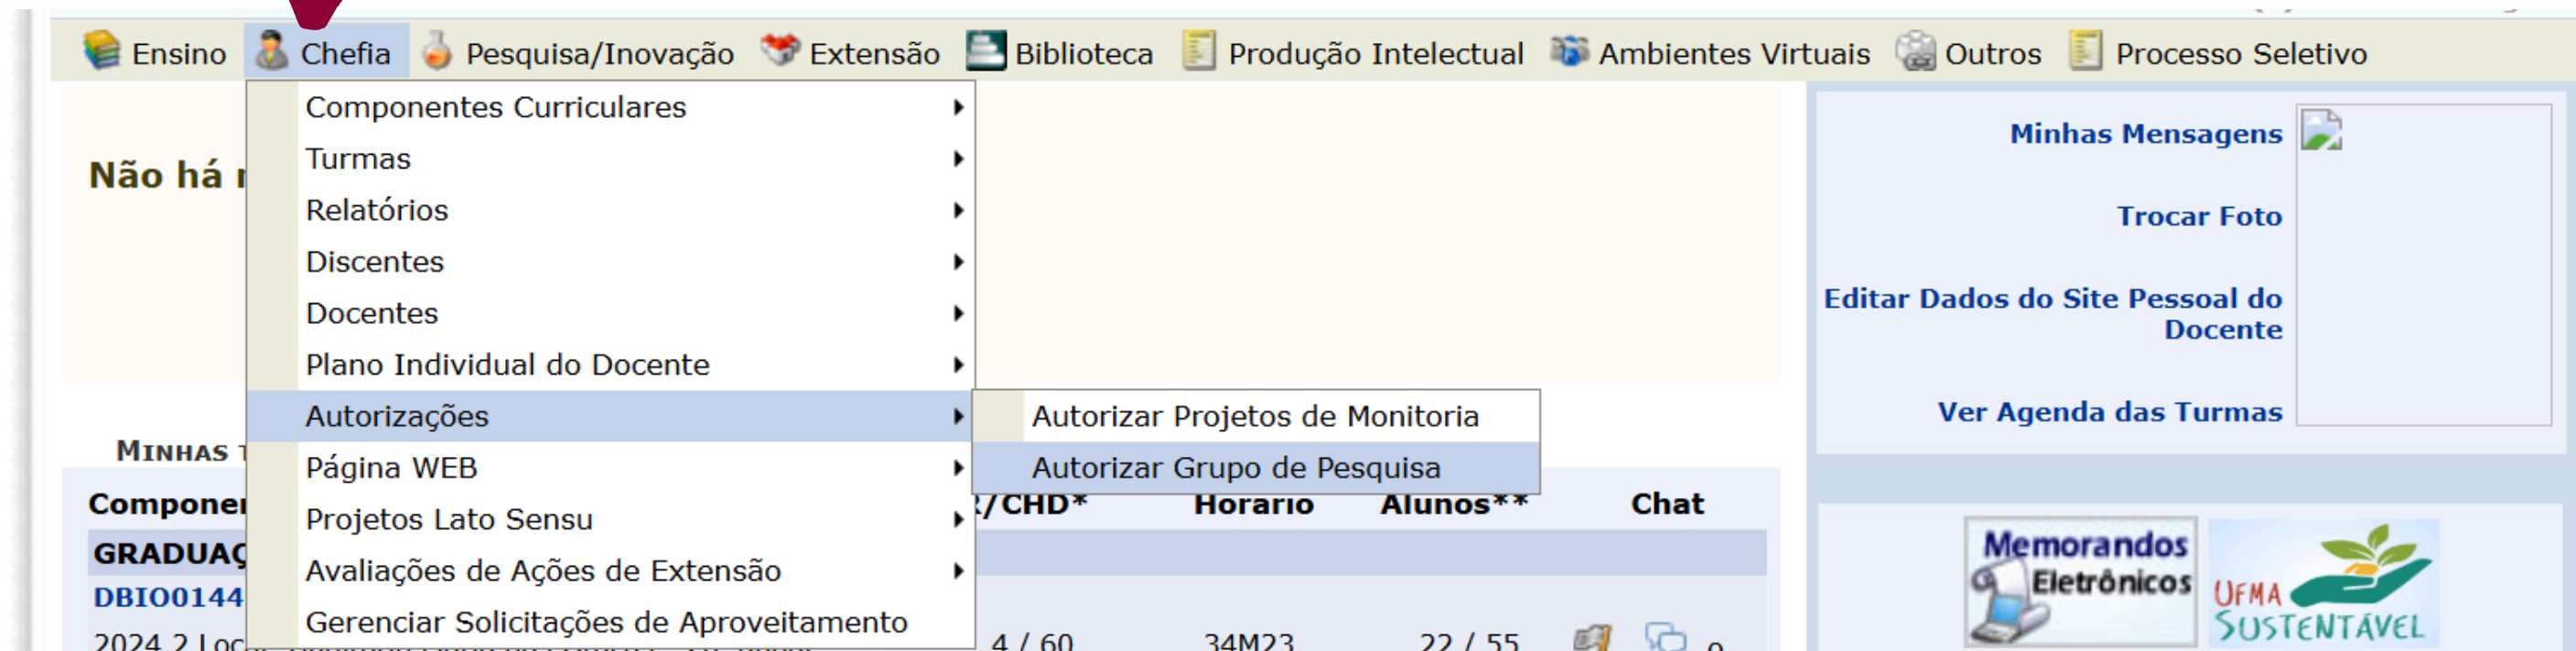 Ensino Chefia Pesquisa/Inovação Extensão Biblioteca Produção Intelectual Ambientes Virtuais Outros Processo Seletivo
Componentes Curriculares
Turmas
Relatórios
Discentes
Docentes
Plano Individual do Docente
Autorizações
Página WEB
Projetos Lato Sensu
Avaliações de Ações de Extensão
Gerenciar Solicitações de Aproveitamento
Autorizar Projetos de Monitoria
Autorizar Grupo de Pesquisa
Não há
MINHAS
/CHD* Horário Alunos** Chat
DBIO0144
2024.2
4 / 60 34M23 22 / 55 0
Minhas Mensagens
Trocar Foto
Editar Dados do Site Pessoal do
Docente
Ver Agenda das Turmas
Memorandos
Eletrônicos
UFMA
SUSTENTÁVEL